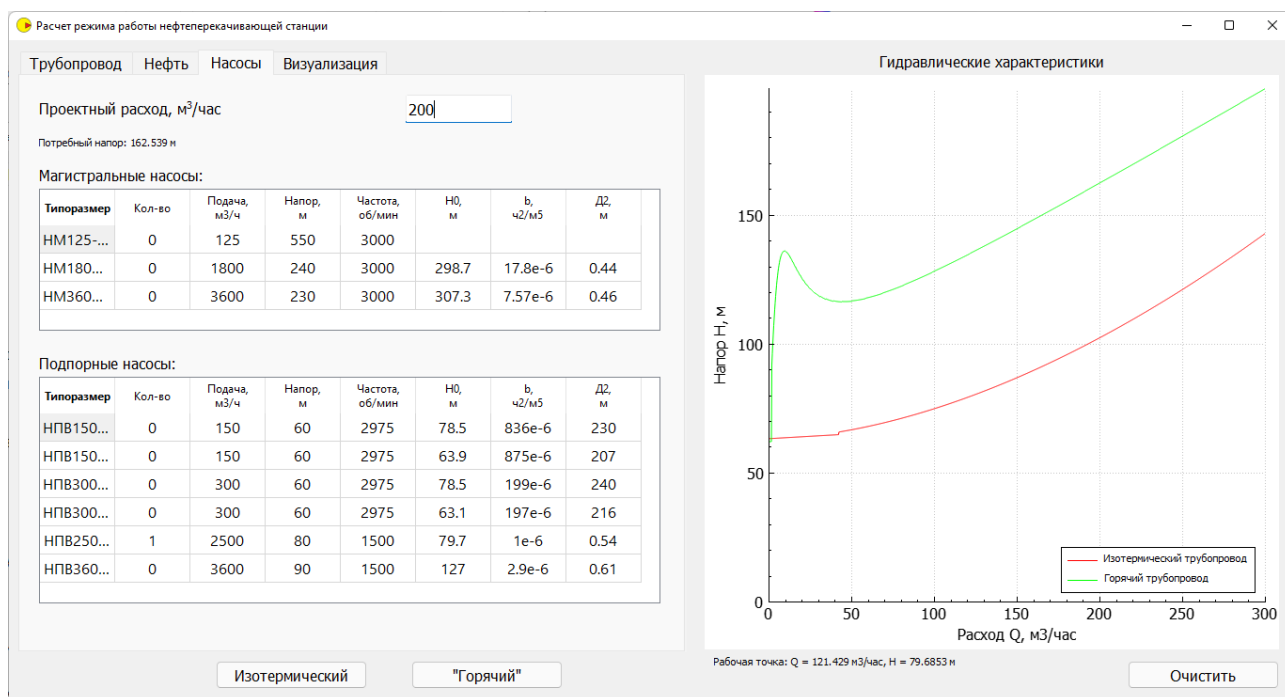 Расчет режима работы нефтеперекачивающей станции
Трубопровод Нефть Насосы Визуализация
Проектный расход, м³/час 200
Потребный напор: 162.539 м
Магистральные насосы:
Типоразмер Кол-во Подача, м3/ч Напор, м Частота, об/мин H0, м b, ч2/м5 Д2, м
НМ125-... 0 125 550 3000
НМ180... 0 1800 240 3000 298.7 17.8e-6 0.44
НМ360... 0 3600 230 3000 307.3 7.57e-6 0.46
Подпорные насосы:
Типоразмер Кол-во Подача, м3/ч Напор, м Частота, об/мин H0, м b, ч2/м5 Д2, м
НПВ150... 0 150 60 2975 78.5 836e-6 230
НПВ150... 0 150 60 2975 63.9 875e-6 207
НПВ300... 0 300 60 2975 78.5 199e-6 240
НПВ300... 0 300 60 2975 63.1 197e-6 216
НПВ250... 1 2500 80 1500 79.7 1e-6 0.54
НПВ360... 0 3600 90 1500 127 2.9e-6 0.61
Изотермический "Горячий"
Гидравлические характеристики
Напор H, м
150
100
50
0
0 50 100 150 200 250 300
Расход Q, м3/час
Изотермический трубопровод
Горячий трубопровод
Рабочая точка: Q = 121.429 м3/час, H = 79.6853 м
Очистить